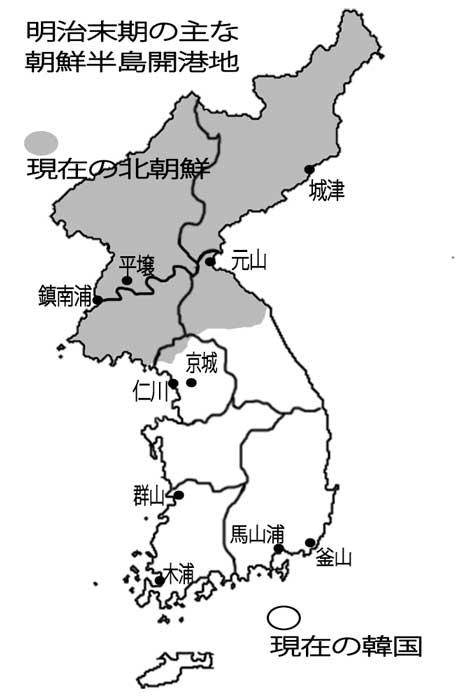 明治末期の主な
朝鮮半島開港地
現在の北朝鮮
城津
元山
平壌
鎮南浦
京城
仁川
群山
馬山浦
釜山
木浦
現在の韓国